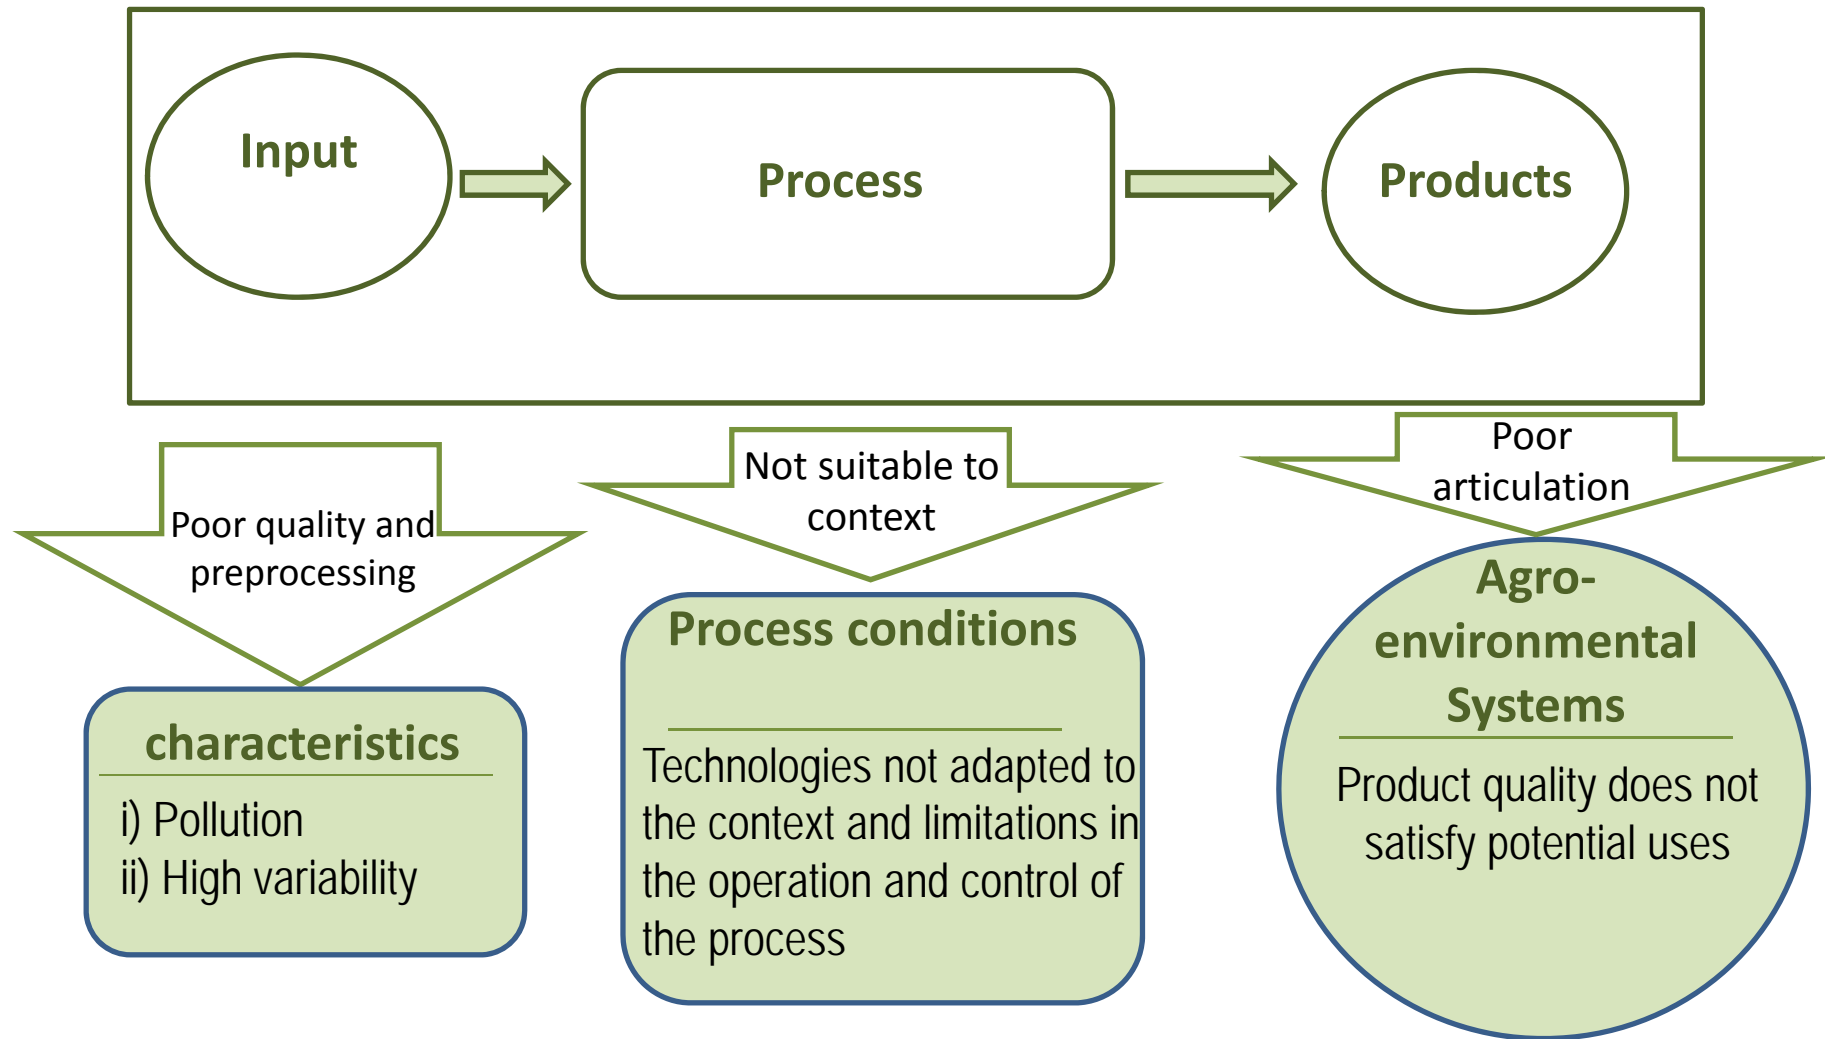 Input
Process
Products
Poor quality and
preprocessing
Not suitable to
context
Poor
articulation
characteristics
i) Pollution
ii) High variability
Process conditions
Technologies not adapted to
the context and limitations in
the operation and control of
the process
Agro-
environmental
Systems
Product quality does not
satisfy potential uses